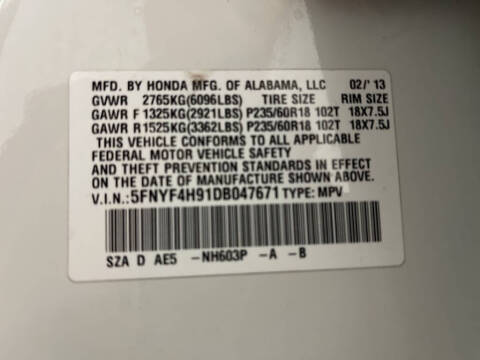 MFD. BY HONDA MFG. OF ALABAMA, LLC 02/' 13
GVWR 2765KG(6096LBS) TIRE SIZE RIM SIZE
GAWR F 1325KG(2921LBS) P235/60R18 102T 18X7.5J
GAWR R1525KG(3362LBS) P235/60R18 102T 18X7.5J
THIS VEHICLE CONFORMS TO ALL APPLICABLE
FEDERAL MOTOR VEHICLE SAFETY
AND THEFT PREVENTION STANDARDS IN EFFECT
ON THE DATE OF MANUFACTURE SHOWN ABOVE.
V.I.N.:5FNYF4H91DB047671 TYPE: MPV
SZA D AE5 -NH603P -A -B